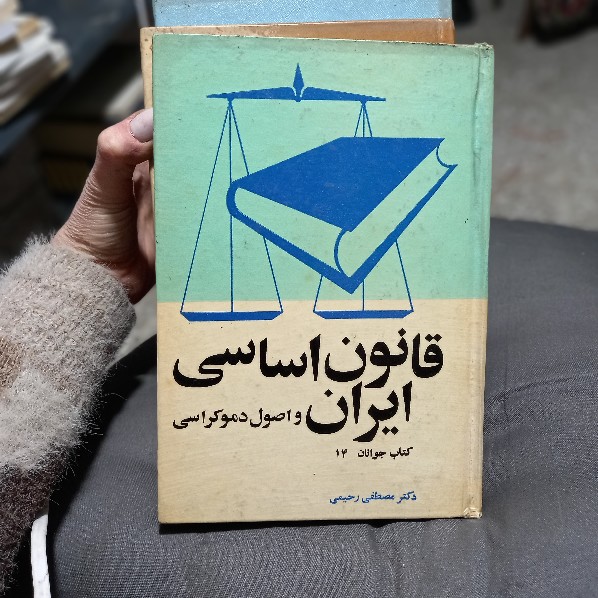 قانون اساسی
ایران و اصول دموکراسی
کتاب جوانان ۱۴
دکتر مصطفی رحیمی